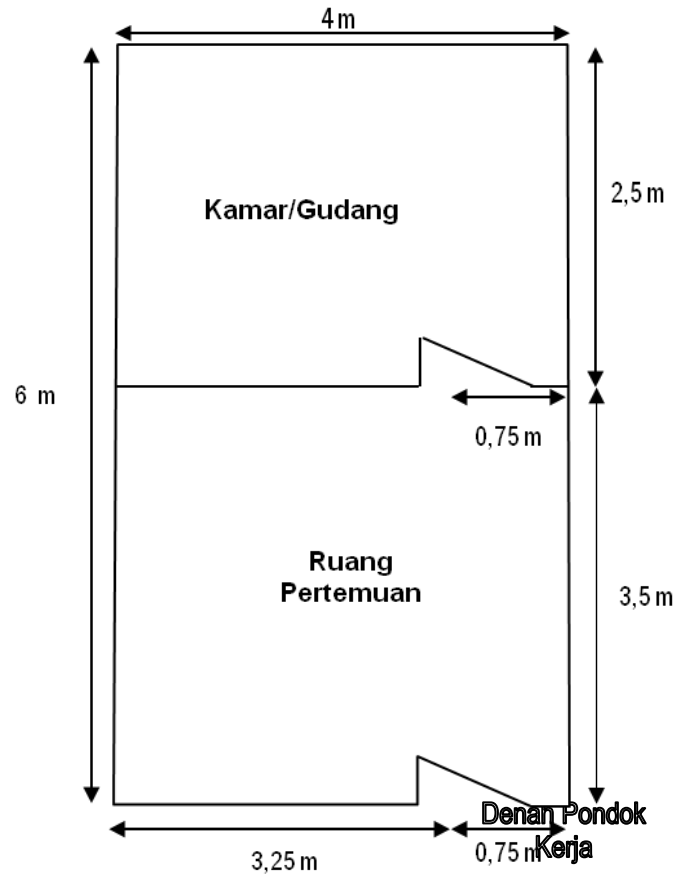 4 m
2,5 m
Kamar/Gudang
6 m
0,75 m
Ruang
Pertemuan
3,5 m
Denan Pondok
Kerja
3,25 m
0,75 m